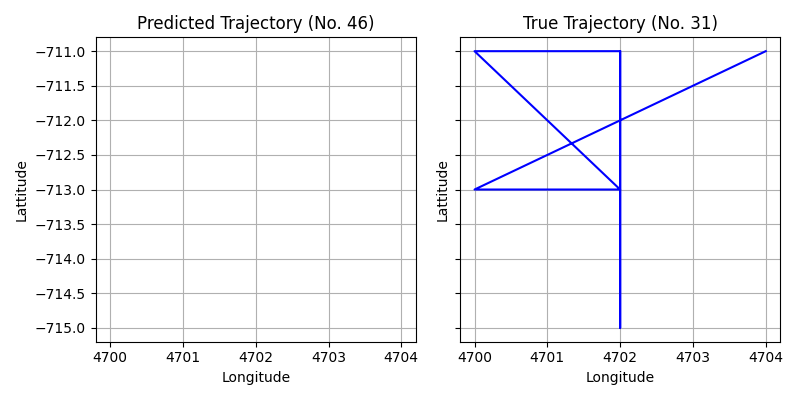 Predicted Trajectory (No. 46)
True Trajectory (No. 31)
−711.0
−711.5
−712.0
−712.5
−713.0
−713.5
−714.0
−714.5
−715.0
Lattitude
Lattitude
4700 4701 4702 4703 4704
4700 4701 4702 4703 4704
Longitude
Longitude